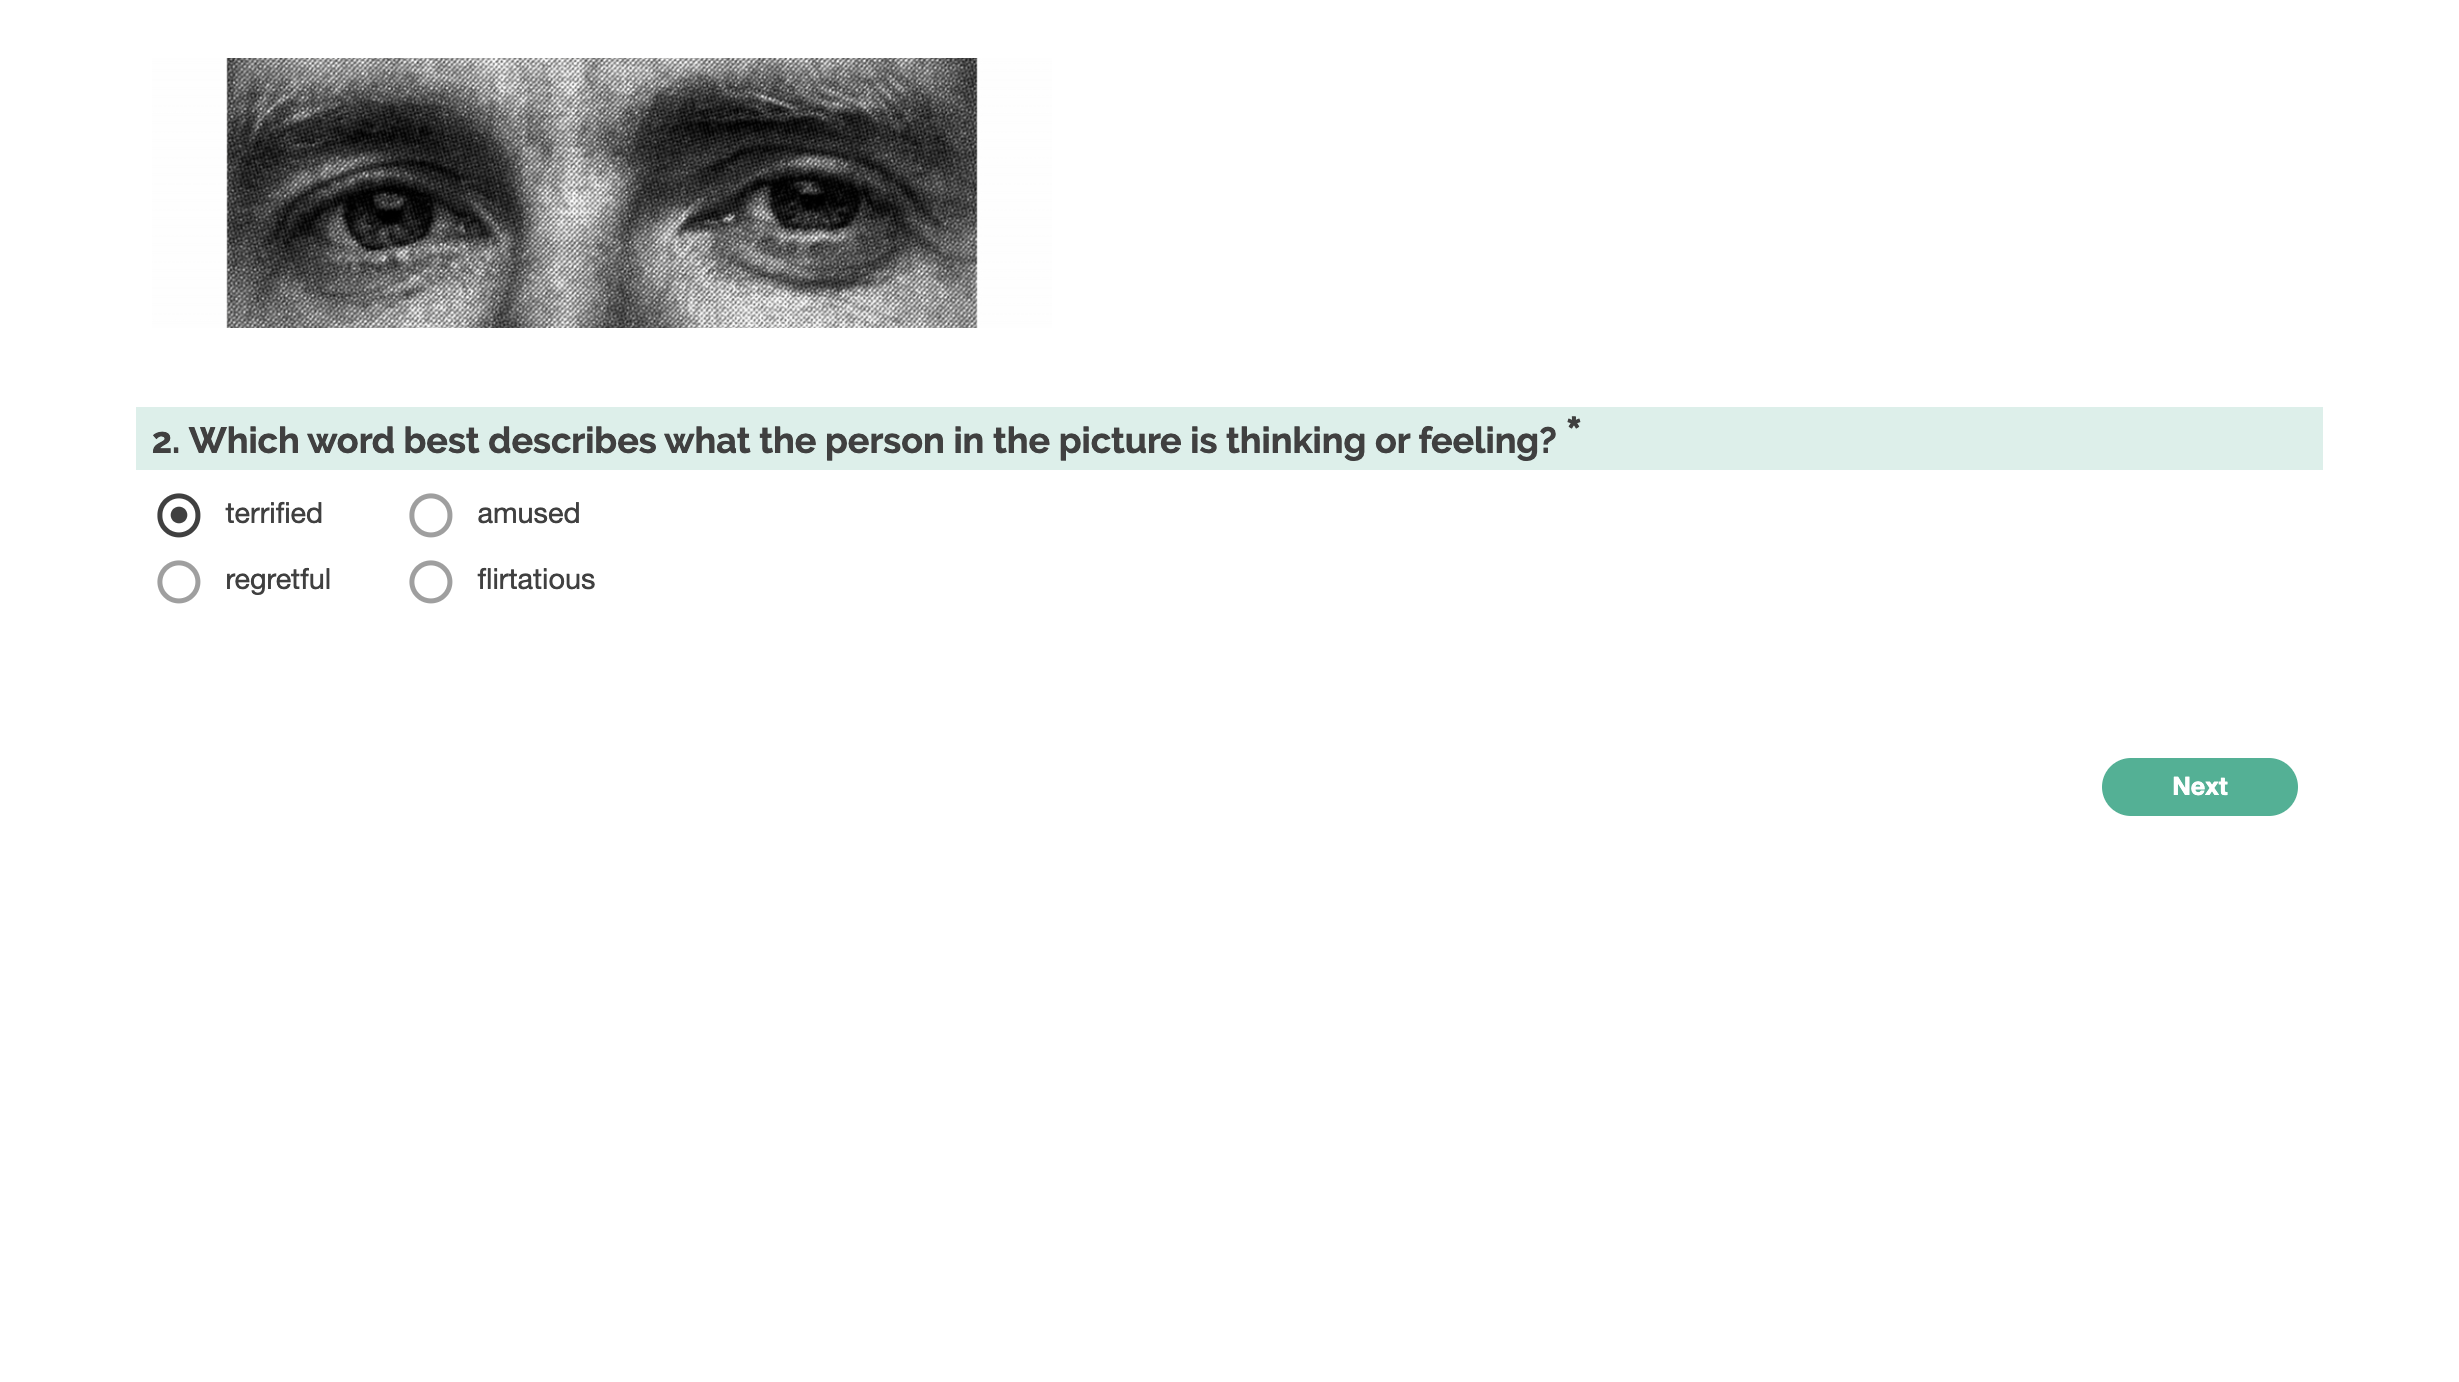 2. Which word best describes what the person in the picture is thinking or feeling? *
terrified amused
regretful flirtatious
Next